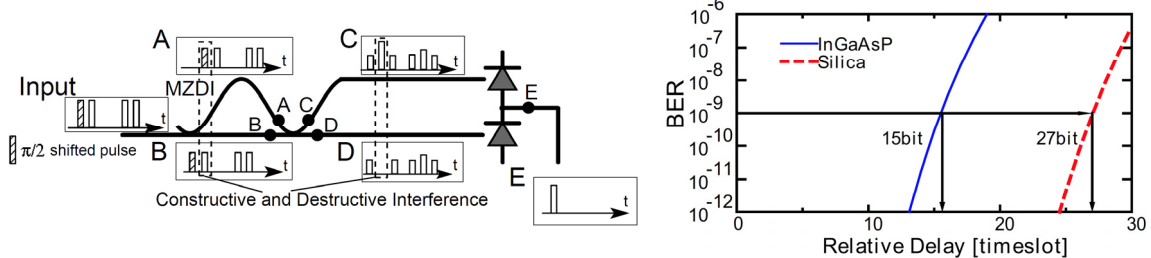 A
t
C
t
Input
MZDI
A
C
E
B
D
π/2 shifted pulse
B
t
D
t
Constructive and Destructive Interference
E
t
10^-6
10^-7
10^-8
10^-9
10^-10
10^-11
10^-12
BER
InGaAsP
Silica
15bit
27bit
0
10
20
30
Relative Delay [timeslot]